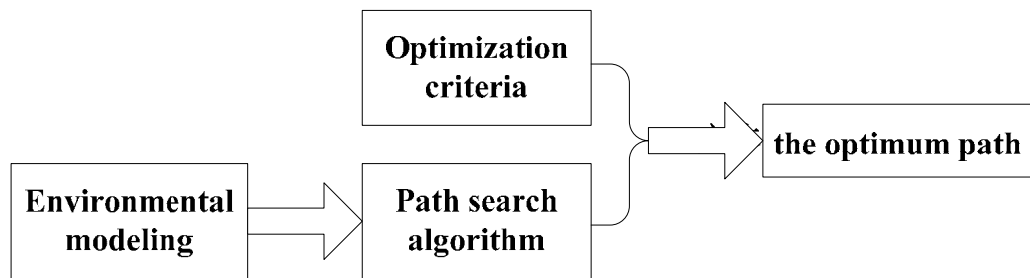 Optimization
criteria
Environmental
modeling
Path search
algorithm
the optimum path